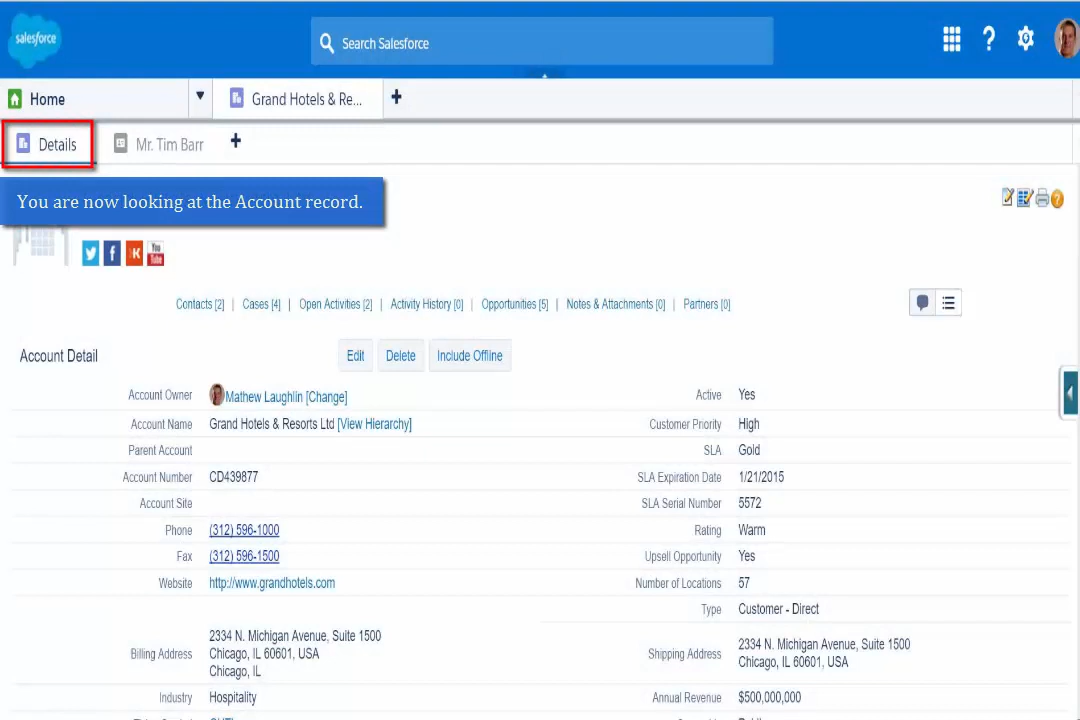 salesforce
Search Salesforce
Home
Grand Hotels & Re...
Details
Mr. Tim Barr
You are now looking at the Account record.
You Tube
Contacts [2] | Cases [4] | Open Activities [2] | Activity History [0] | Opportunities [5] | Notes & Attachments [0] | Partners [0]
Account Detail
Edit
Delete
Include Offline
Account Owner Mathew Laughlin [Change]
Active Yes
Account Name Grand Hotels & Resorts Ltd [View Hierarchy]
Customer Priority High
Parent Account
SLA Gold
Account Number CD439877
SLA Expiration Date 1/21/2015
Account Site
SLA Serial Number 5572
Phone (312) 596-1000
Rating Warm
Fax (312) 596-1500
Upsell Opportunity Yes
Website http://www.grandhotels.com
Number of Locations 57
Type Customer - Direct
Billing Address 2334 N. Michigan Avenue, Suite 1500
Chicago, IL 60601, USA
Chicago, IL
Shipping Address 2334 N. Michigan Avenue, Suite 1500
Chicago, IL 60601, USA
Industry Hospitality
Annual Revenue $500,000,000